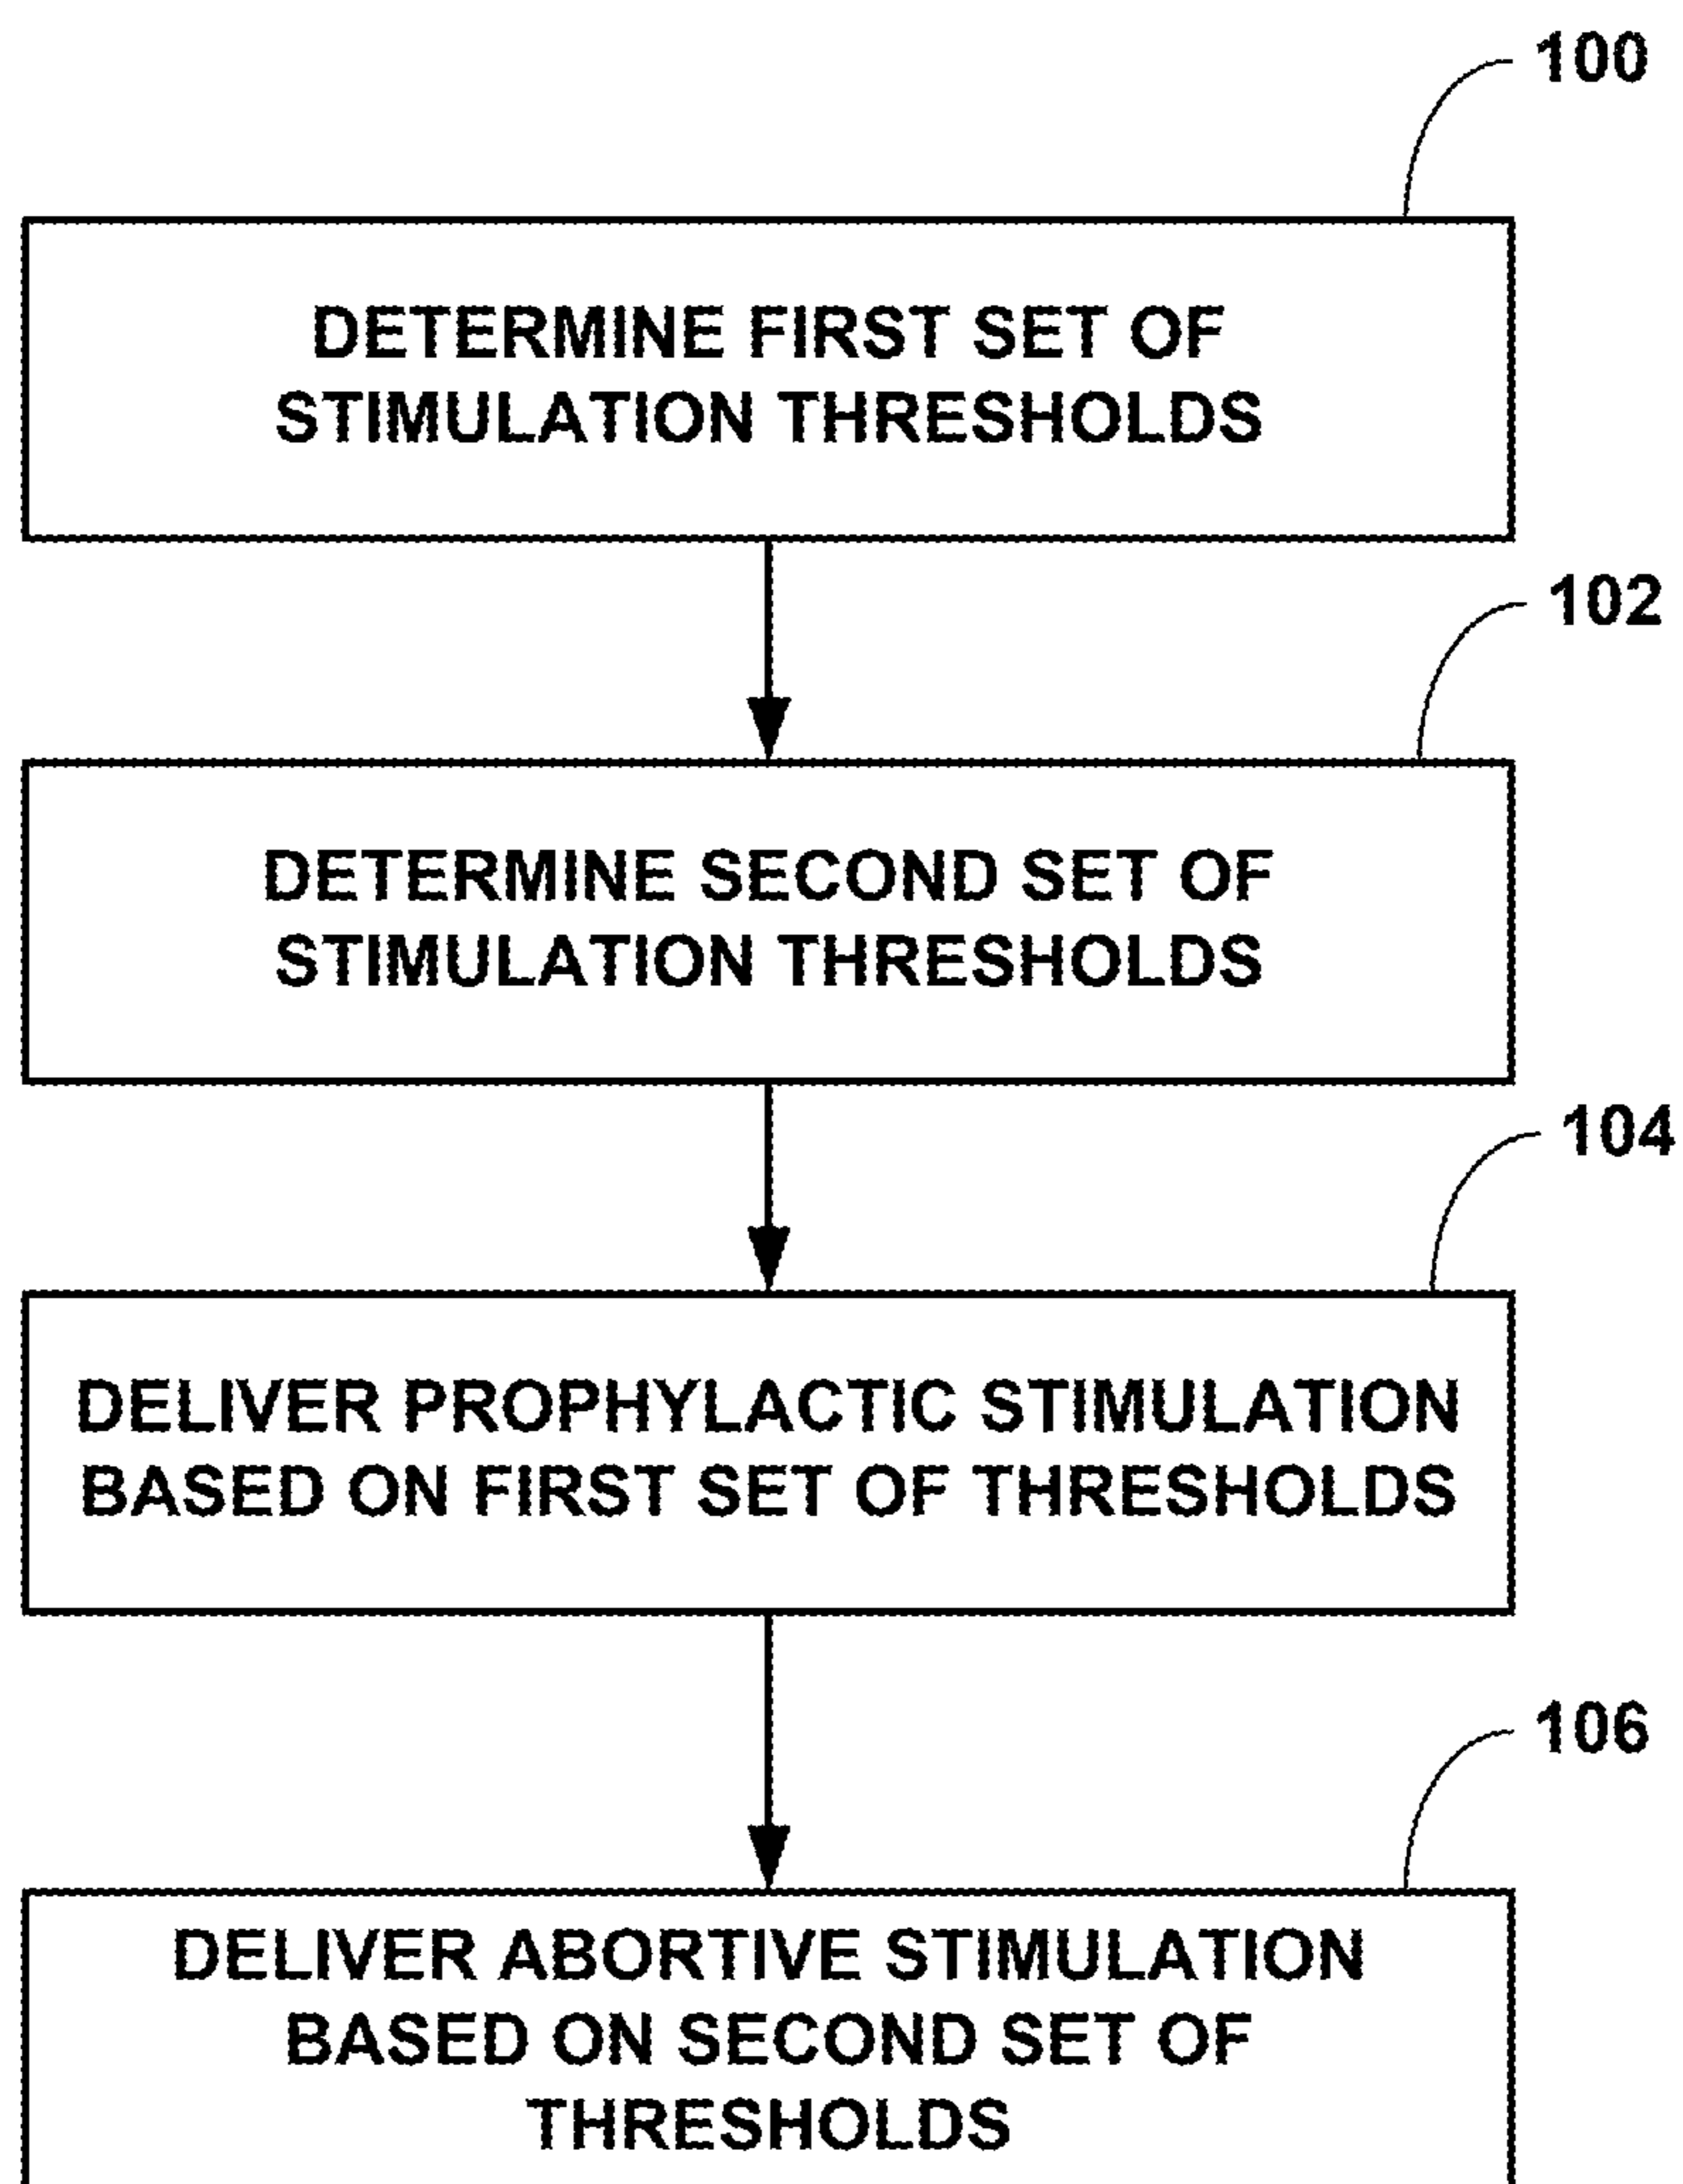 100
DETERMINE FIRST SET OF
STIMULATION THRESHOLDS
102
DETERMINE SECOND SET OF
STIMULATION THRESHOLDS
104
DELIVER PROPHYLACTIC STIMULATION
BASED ON FIRST SET OF THRESHOLDS
106
DELIVER ABORTIVE STIMULATION
BASED ON SECOND SET OF
THRESHOLDS